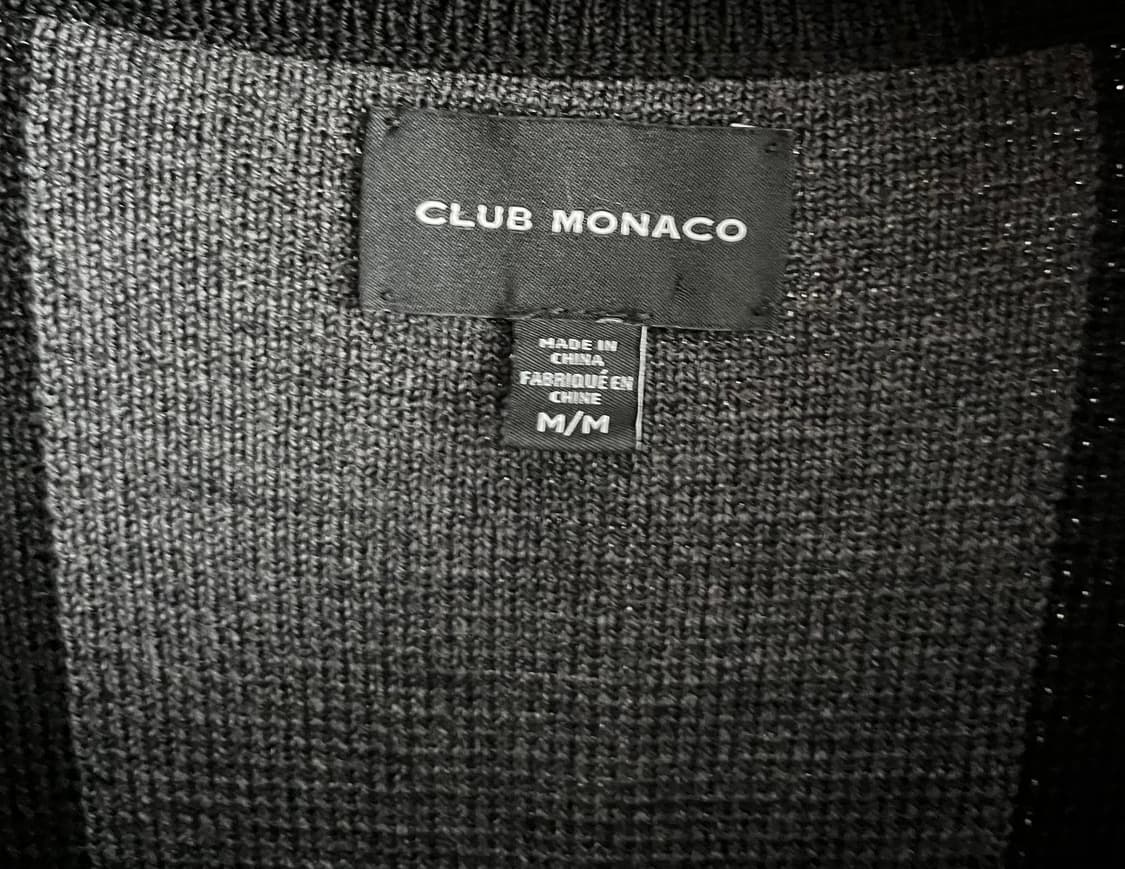 CLUB MONACO
MADE IN
CHINA
FABRIQUÉ EN
CHINE
M/M